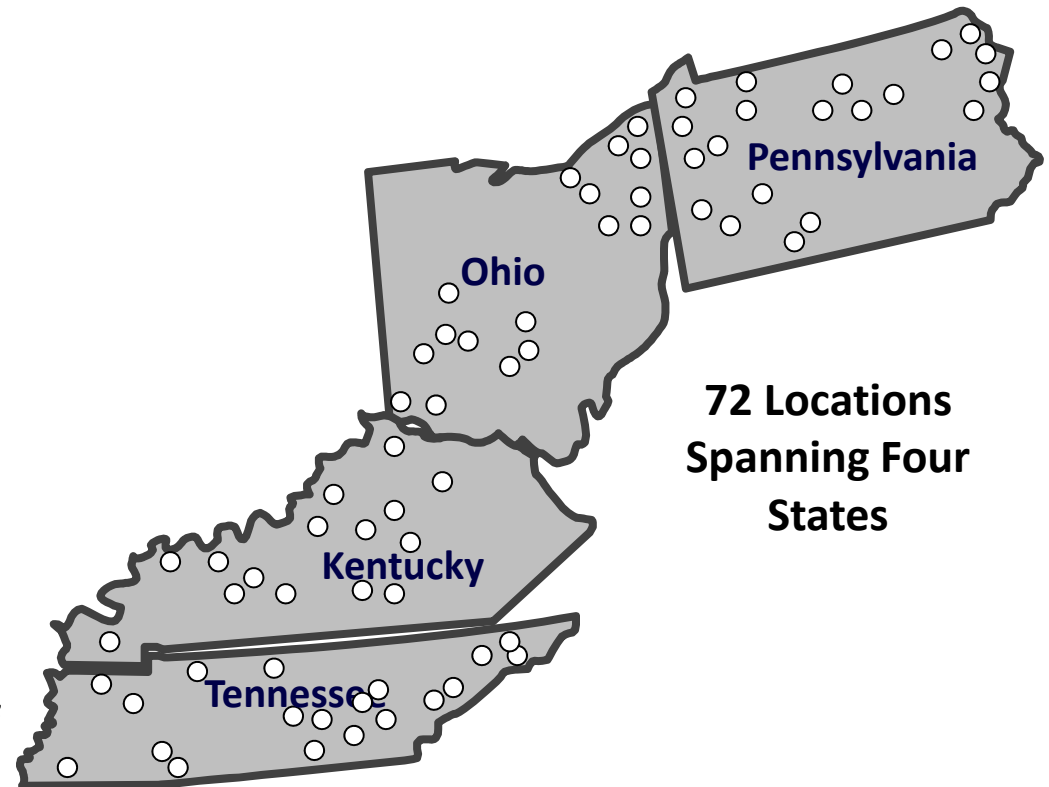 Pennsylvania
Ohio
72 Locations
Spanning Four
States
Kentucky
Tennessee